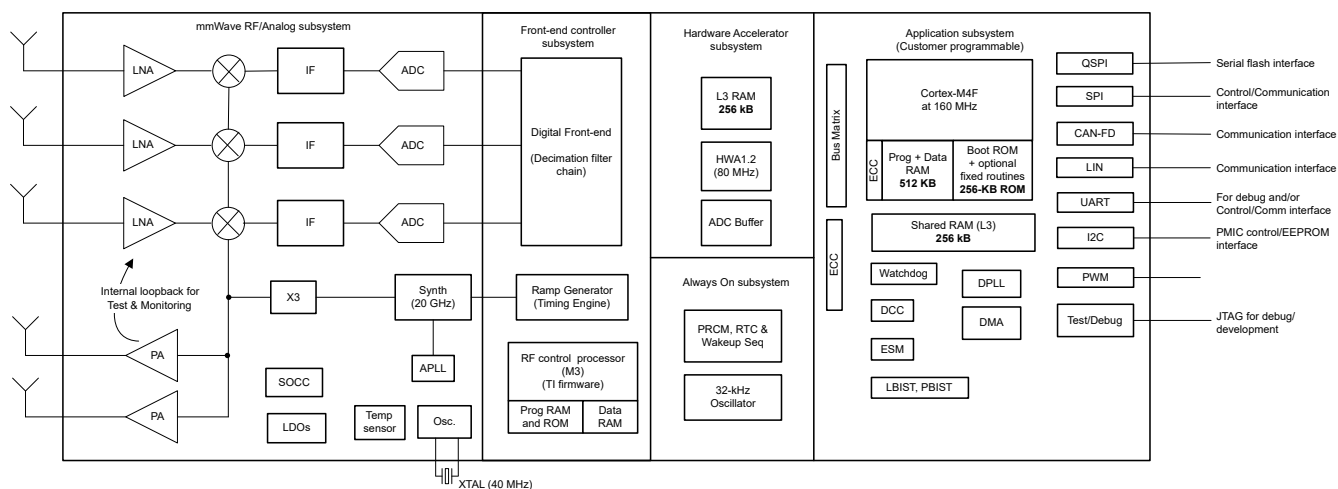 mmWave RF/Analog subsystem
LNA
IF
ADC
LNA
IF
ADC
LNA
IF
ADC
Internal loopback for
Test & Monitoring
X3
Synth
(20 GHz)
PA
APLL
SOCC
PA
LDOs
Temp
sensor
Osc.
XTAL (40 MHz)
Front-end controller
subsystem
Digital Front-end
(Decimation filter
chain)
Ramp Generator
(Timing Engine)
RF control processor
(M3)
(TI firmware)
Prog RAM
and ROM
Data
RAM
Hardware Accelerator
subsystem
L3 RAM
256 kB
HWA1.2
(80 MHz)
ADC Buffer
Always On subsystem
PRCM, RTC &
Wakeup Seq
32-kHz
Oscillator
Application subsystem
(Customer programmable)
Bus Matrix
Cortex-M4F
at 160 MHz
ECC
Prog + Data
RAM
512 KB
Boot ROM
+ optional
fixed routines
256-KB ROM
ECC
Shared RAM (L3)
256 kB
Watchdog
DPLL
DCC
DMA
ESM
LBIST, PBIST
QSPI
Serial flash interface
SPI
Control/Communication
interface
CAN-FD
Communication interface
LIN
Communication interface
UART
For debug and/or
Control/Comm interface
I2C
PMIC control/EEPROM
interface
PWM
Test/Debug
JTAG for debug/
development